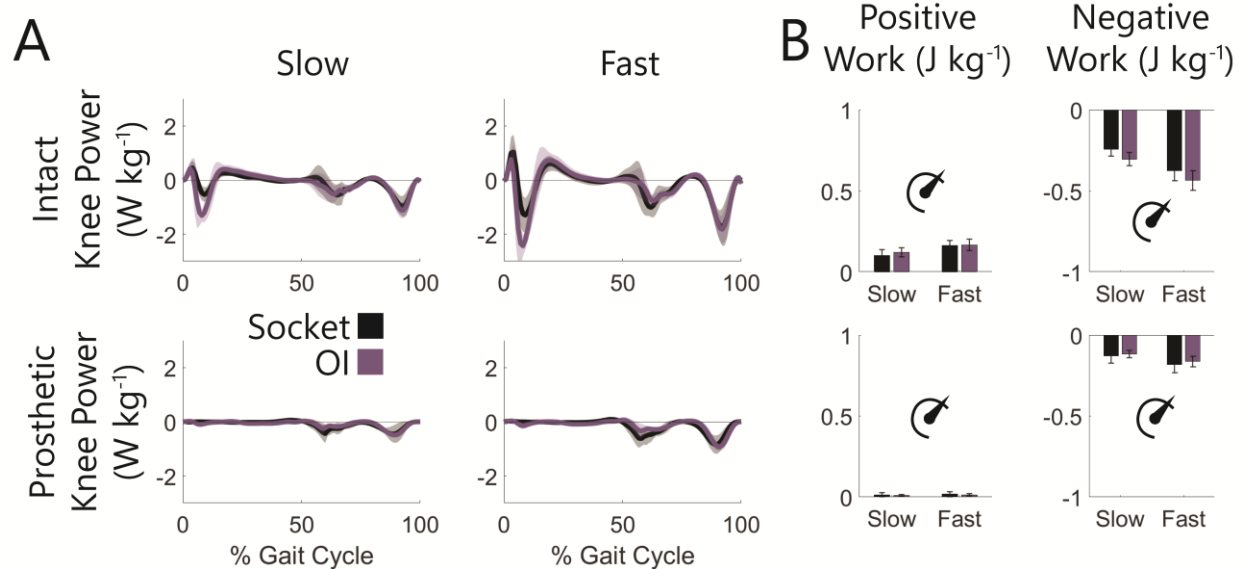 A
Slow
Fast
B
Positive
Work (J kg⁻¹)
Negative
Work (J kg⁻¹)
Intact
Knee Power
(W kg⁻¹)
2
0
-2
0
50
100
2
0
-2
0
50
100
1
0.5
0
Slow
Fast
0
-0.5
-1
Slow
Fast
Socket
OI
Prosthetic
Knee Power
(W kg⁻¹)
2
0
-2
0
50
100
% Gait Cycle
2
0
-2
0
50
100
% Gait Cycle
1
0.5
0
Slow
Fast
0
-0.5
-1
Slow
Fast